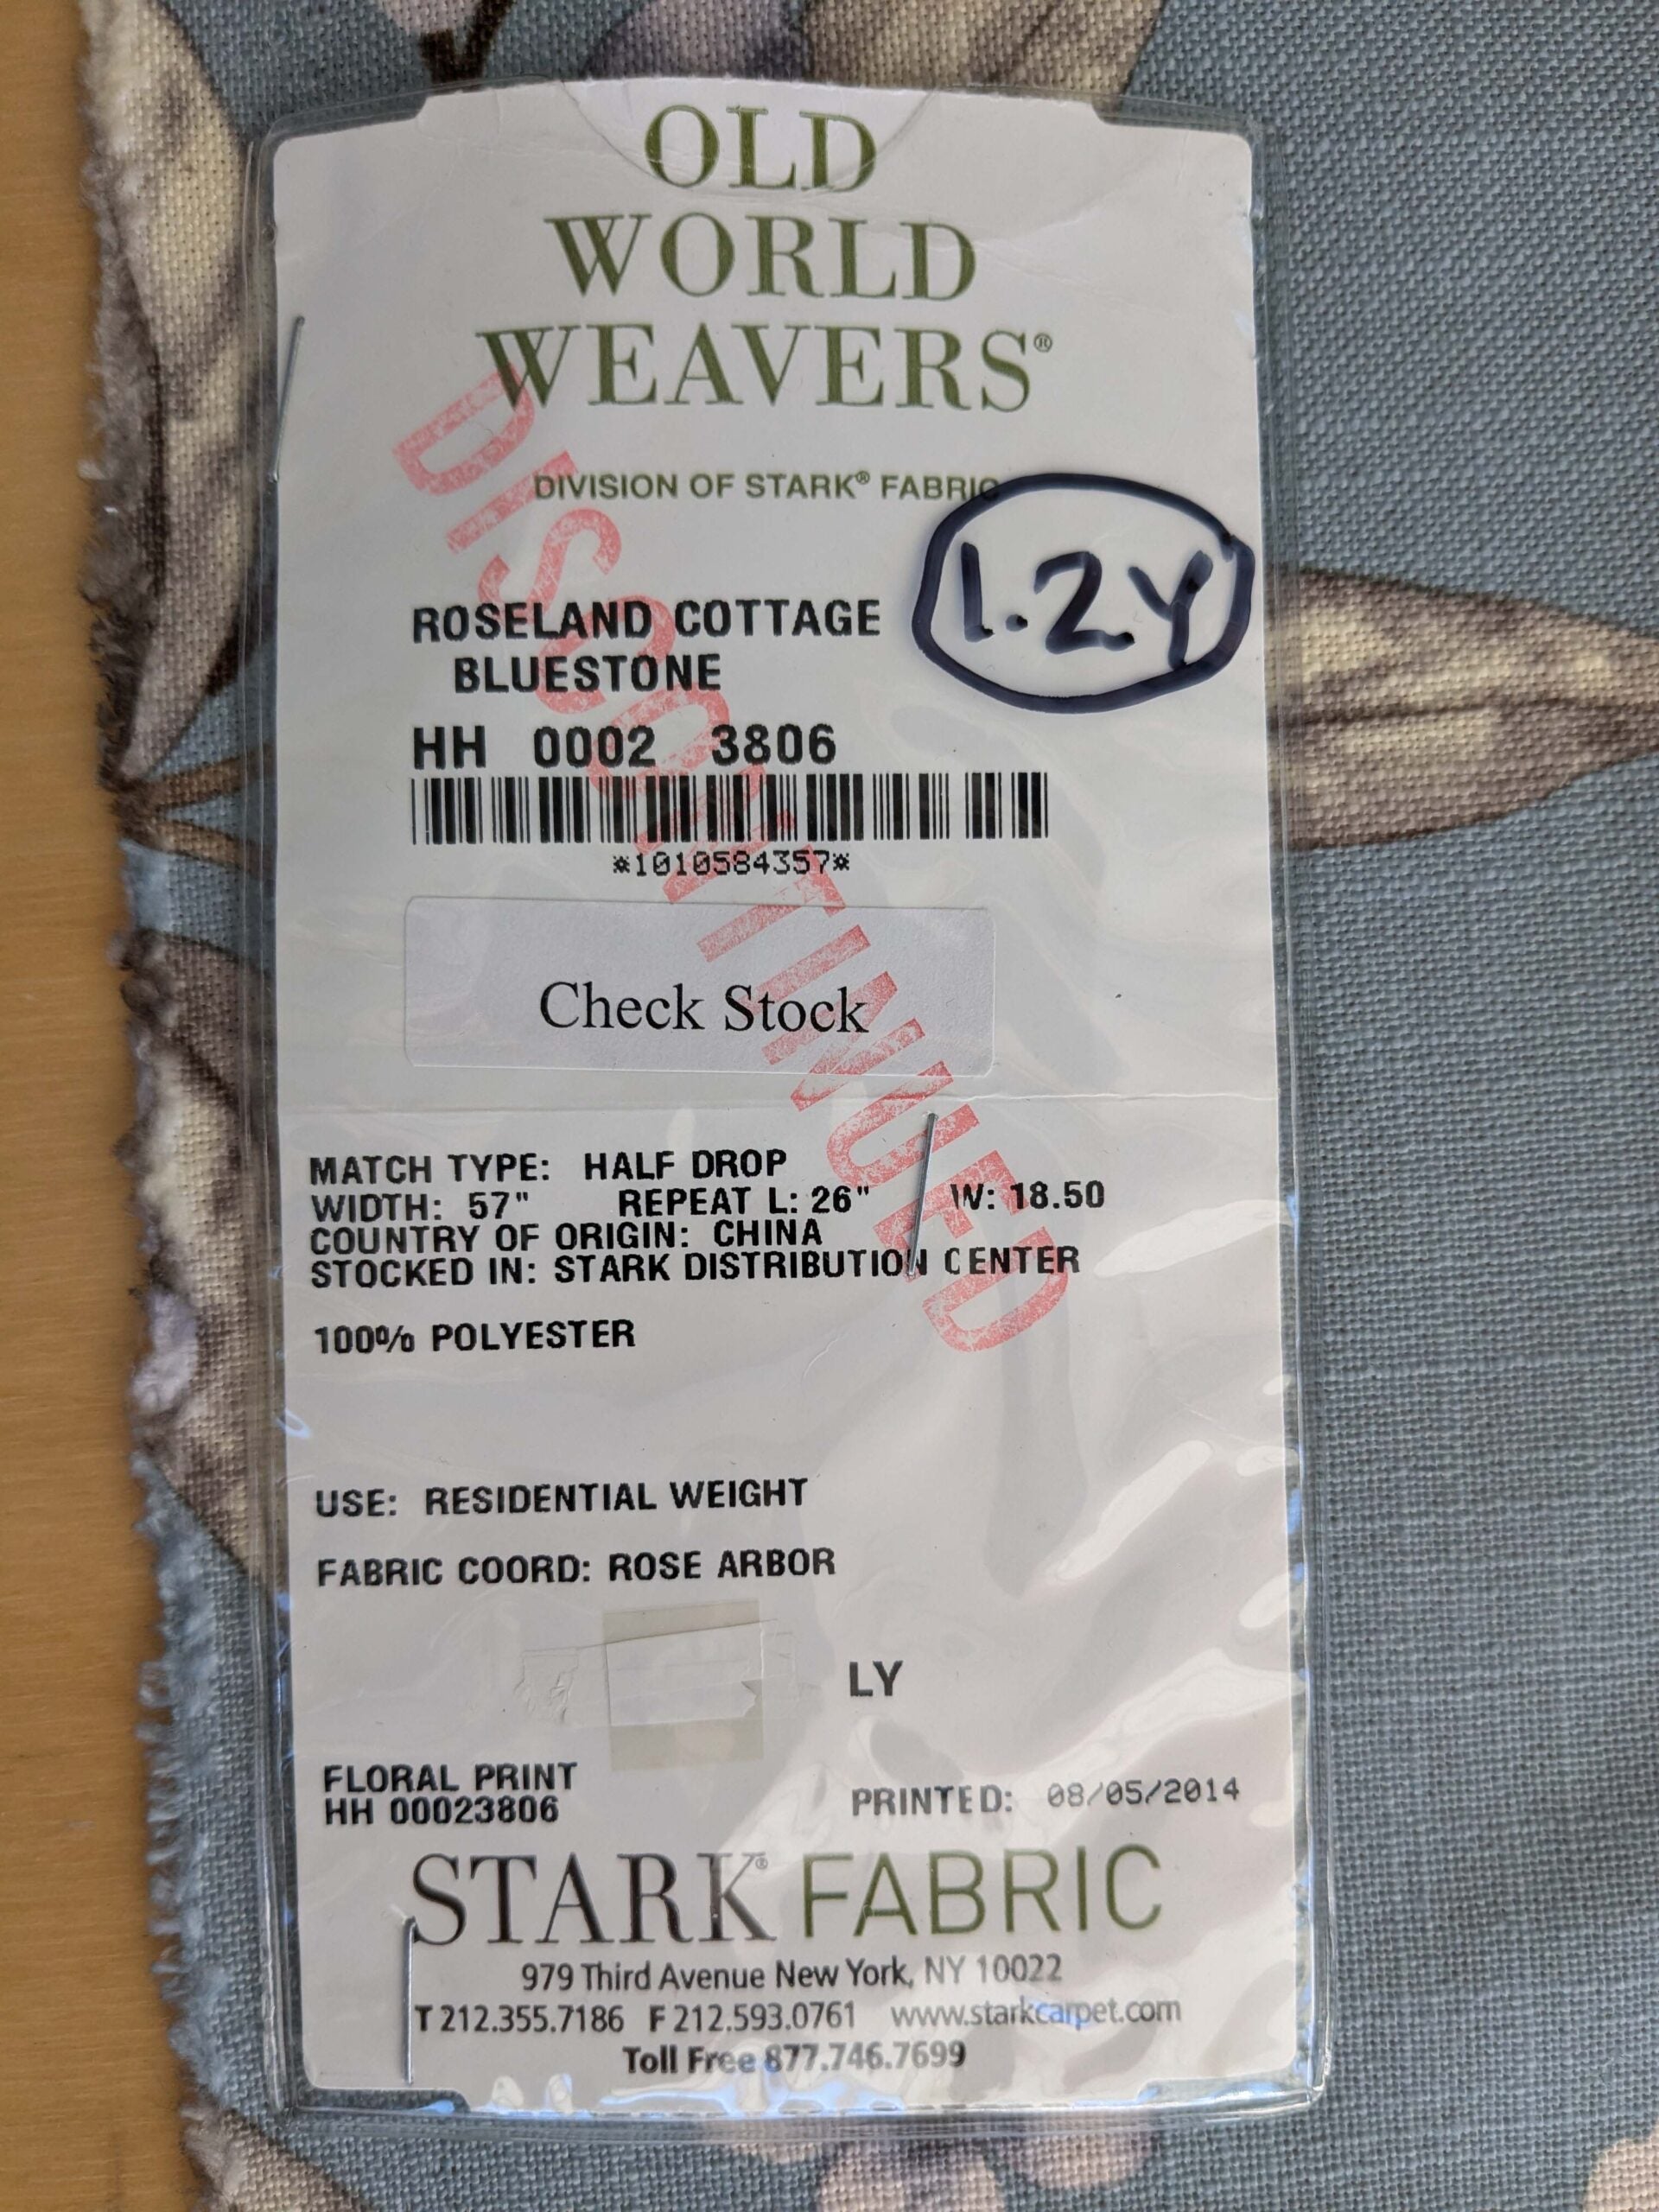 OLD
WORLD
WEAVERS®
DIVISION OF STARK® FABRIC
1.2Y
DISCONTINUED
ROSELAND COTTAGE
BLUESTONE
HH 0002 3806
*1010584357*
Check Stock
MATCH TYPE: HALF DROP
WIDTH: 57" REPEAT L: 26" W: 18.50
COUNTRY OF ORIGIN: CHINA
STOCKED IN: STARK DISTRIBUTION CENTER
100% POLYESTER
USE: RESIDENTIAL WEIGHT
FABRIC COORD: ROSE ARBOR
LY
FLORAL PRINT
HH 00023806 PRINTED: 08/05/2014
STARK® FABRIC
979 Third Avenue New York, NY 10022
T 212.355.7186 F 212.593.0761 www.starkcarpet.com
Toll Free 877.746.7699